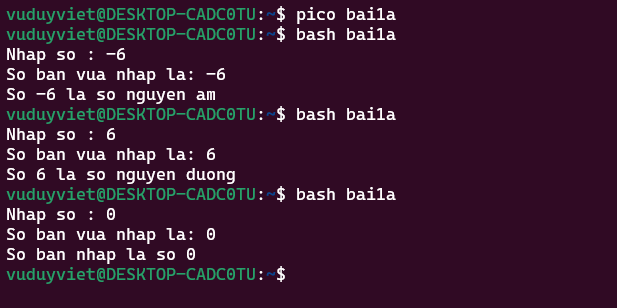 vuduyviet@DESKTOP-CADC0TU:~$ pico bai1a
vuduyviet@DESKTOP-CADC0TU:~$ bash bai1a
Nhap so : -6
So ban vua nhap la: -6
So -6 la so nguyen am
vuduyviet@DESKTOP-CADC0TU:~$ bash bai1a
Nhap so : 6
So ban vua nhap la: 6
So 6 la so nguyen duong
vuduyviet@DESKTOP-CADC0TU:~$ bash bai1a
Nhap so : 0
So ban vua nhap la: 0
So ban nhap la so 0
vuduyviet@DESKTOP-CADC0TU:~$